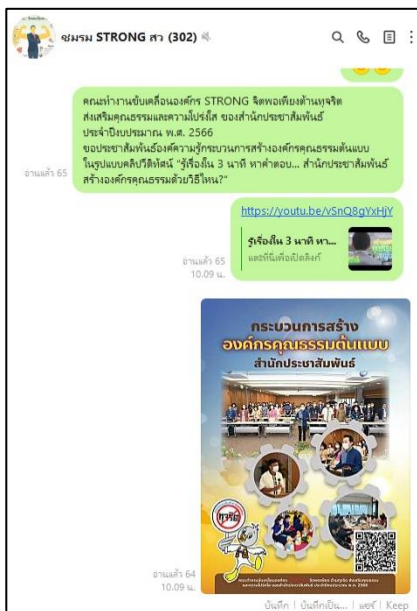 ชมรม STRONG สว (302)
คณะทำงานขับเคลื่อนองค์กร STRONG จิตพอเพียงต้านทุจริต
ส่งเสริมคุณธรรมและความโปร่งใส ของสำนักประชาสัมพันธ์
ประจำปีงบประมาณ พ.ศ. 2566
ขอประชาสัมพันธ์องค์ความรู้กระบวนการสร้างองค์กรคุณธรรมต้นแบบ
ในรูปแบบคลิปวีดิทัศน์ "รู้เรื่องใน 3 นาที หาคำตอบ... สำนักประชาสัมพันธ์
สร้างองค์กรคุณธรรมด้วยวิธีไหน?"
อ่านแล้ว 65
https://youtu.be/vSnQ8gYxHjY
รู้เรื่องใน 3 นาที หา...
แตะที่นี่เพื่อเปิดลิงก์
อ่านแล้ว 65
10.09 น.
กระบวนการสร้าง
องค์กรคุณธรรมต้นแบบ
สำนักประชาสัมพันธ์
ทุจริต
อ่านแล้ว 64
10.09 น.
บันทึก | บันทึกเป็น... | แชร์ | Keep